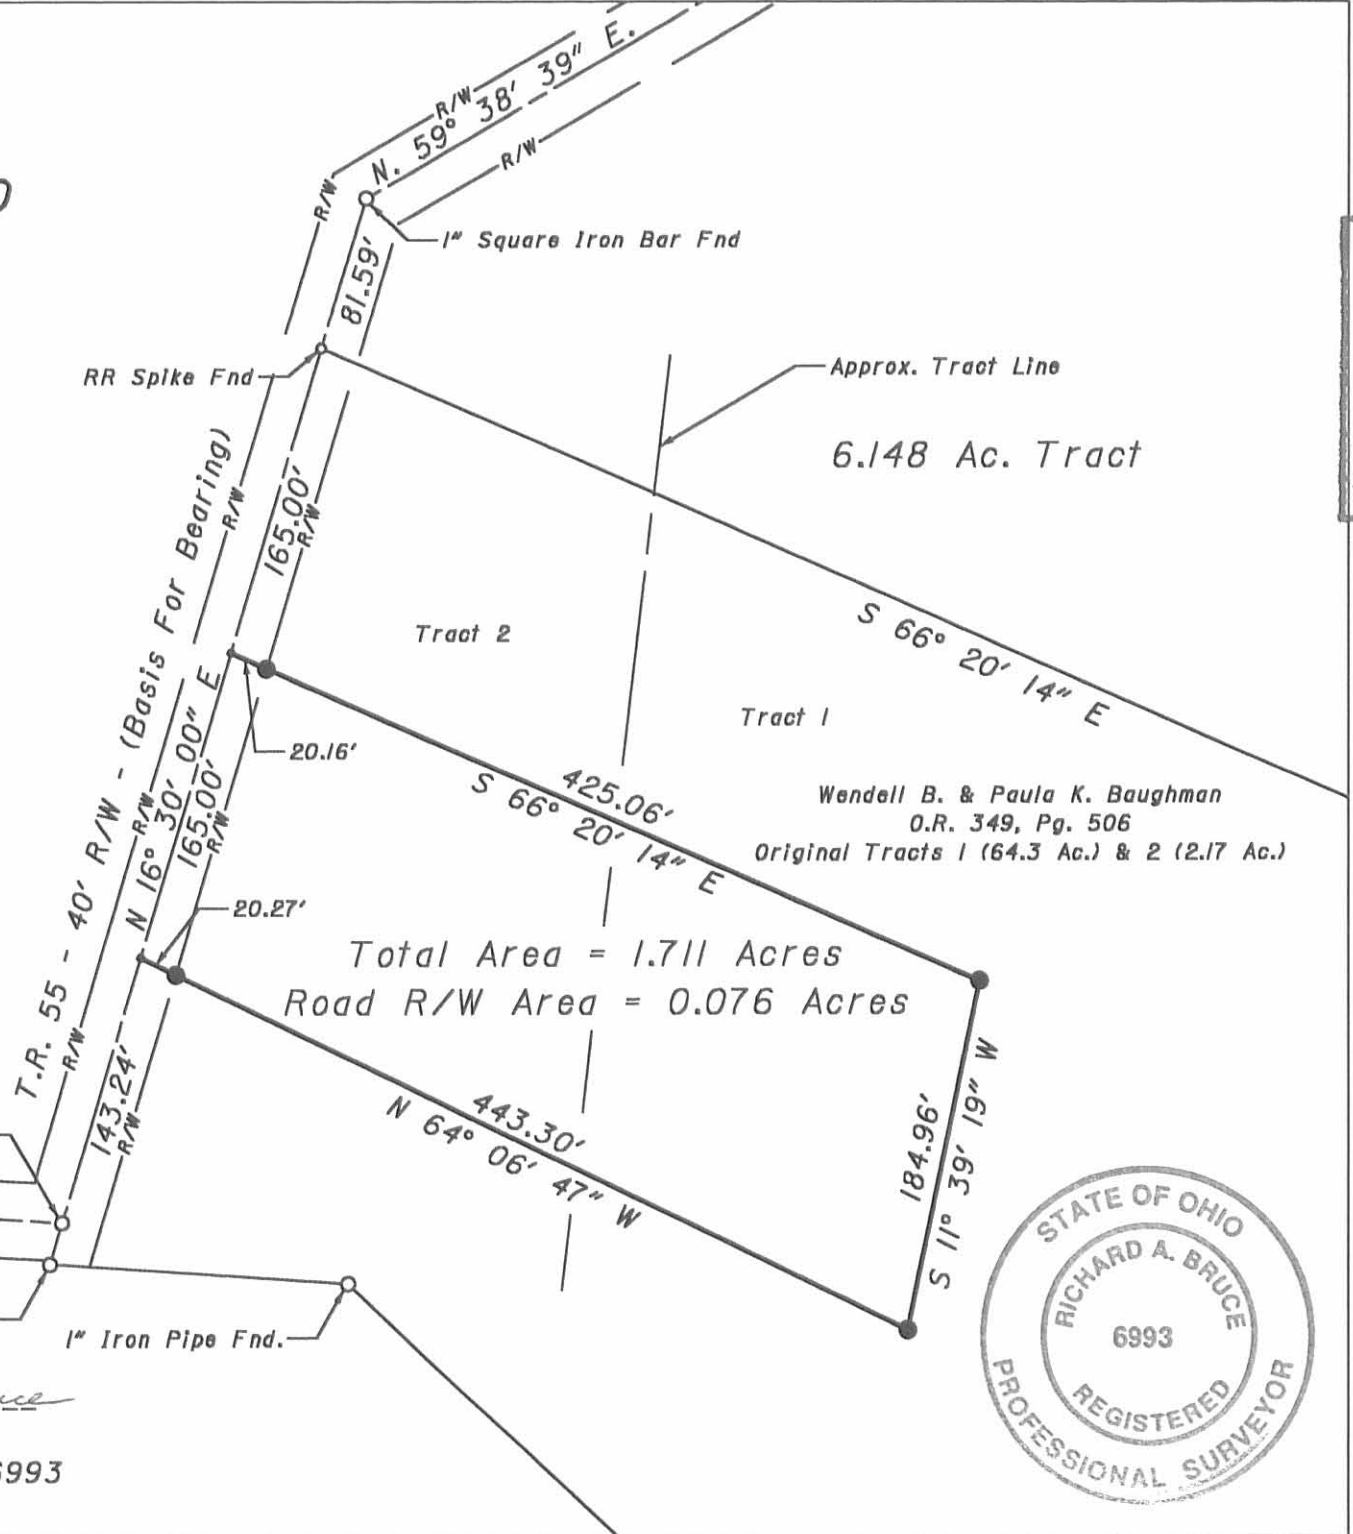 N. 59° 38' 39" E.
R/W
R/W
R/W
1" Square Iron Bar Fnd
81.59'
RR Spike Fnd
Approx. Tract Line
6.148 Ac. Tract
T.R. 55 - 40' R/W - (Basis For Bearing)
R/W
165.00'
R/W
S 66° 20' 14" E
Tract 2
Tract 1
20.16'
N 16° 30' 00" E
165.00'
R/W
R/W
425.06'
S 66° 20' 14" E
Wendell B. & Paula K. Baughman
O.R. 349, Pg. 506
Original Tracts 1 (64.3 Ac.) & 2 (2.17 Ac.)
20.27'
Total Area = 1.711 Acres
Road R/W Area = 0.076 Acres
R/W
143.24'
R/W
443.30'
N 64° 06' 47" W
184.96'
S 11° 39' 19" W
1" Iron Pipe Fnd.
STATE OF OHIO
RICHARD A. BRUCE
6993
REGISTERED
PROFESSIONAL SURVEYOR
6993